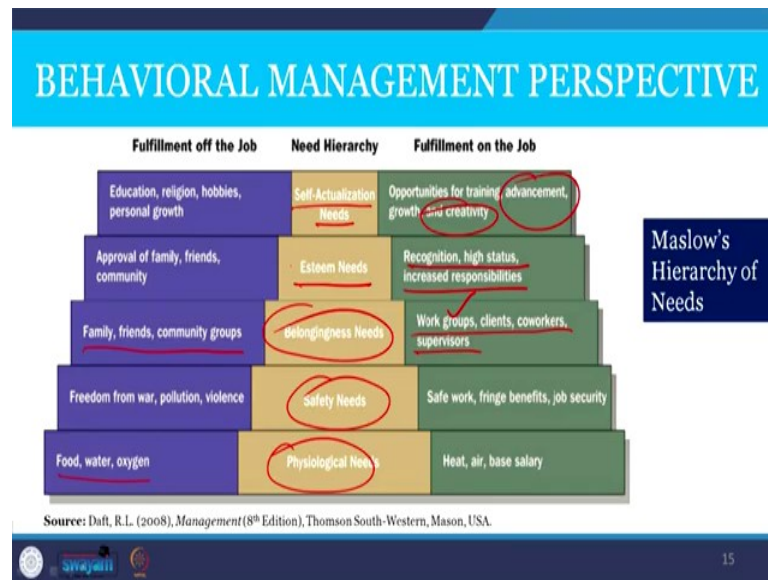 BEHAVIORAL MANAGEMENT PERSPECTIVE
Fulfillment off the Job Need Hierarchy Fulfillment on the Job
Education, religion, hobbies,
personal growth
Self-Actualization
Needs
Opportunities for training, advancement,
growth, and creativity
Approval of family, friends,
community
Esteem Needs
Recognition, high status,
increased responsibilities
Family, friends, community groups
Belongingness Needs
Work groups, clients, coworkers,
supervisors
Freedom from war, pollution, violence
Safety Needs
Safe work, fringe benefits, job security
Food, water, oxygen
Physiological Needs
Heat, air, base salary
Maslow's
Hierarchy of
Needs
Source: Daft, R.L. (2008), Management (8th Edition), Thomson South-Western, Mason, USA.
swayam
15